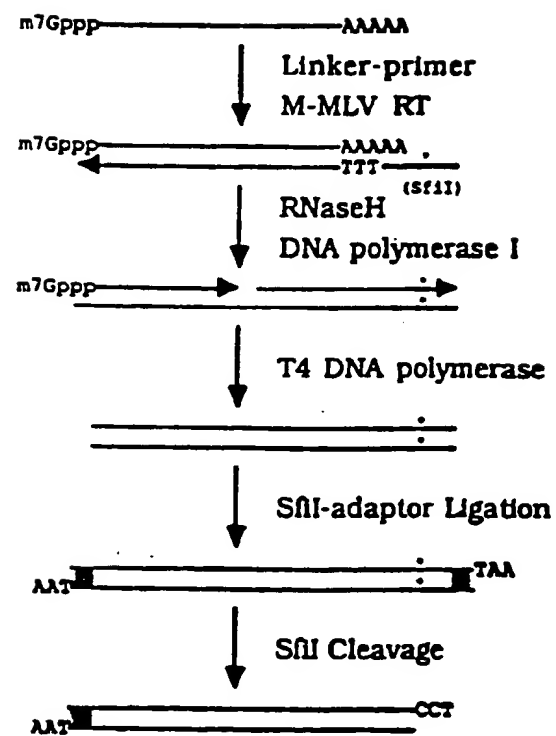 m7Gppp AAAAA
Linker-primer
M-MLV RT
m7Gppp AAAAA
TTT
(SfiI)
RNaseH
DNA polymerase I
m7Gppp
T4 DNA polymerase
SfiI-adaptor Ligation
AAT TAA
SfiI Cleavage
AAT CCT